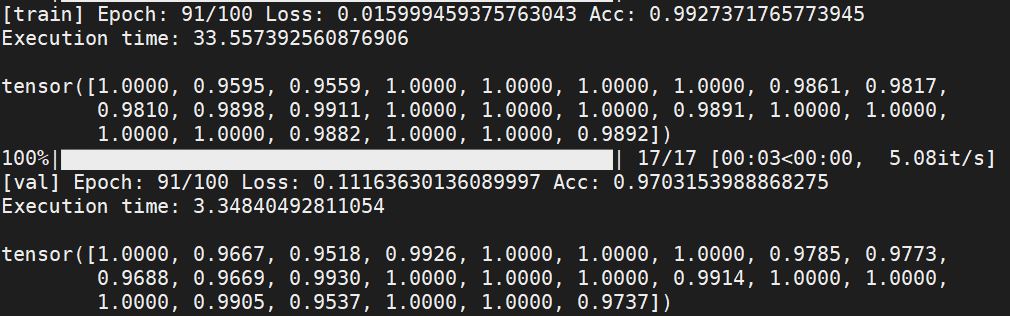 [train] Epoch: 91/100 Loss: 0.015999459375763043 Acc: 0.9927371765773945
Execution time: 33.557392560876906
tensor([1.0000, 0.9595, 0.9559, 1.0000, 1.0000, 1.0000, 1.0000, 0.9861, 0.9817,
0.9810, 0.9898, 0.9911, 1.0000, 1.0000, 1.0000, 0.9891, 1.0000, 1.0000,
1.0000, 1.0000, 0.9882, 1.0000, 1.0000, 0.9892])
100%|██████████████████████████████████████████████| 17/17 [00:03<00:00,  5.08it/s]
[val] Epoch: 91/100 Loss: 0.11163630136089997 Acc: 0.9703153988868275
Execution time: 3.34840492811054
tensor([1.0000, 0.9667, 0.9518, 0.9926, 1.0000, 1.0000, 1.0000, 0.9785, 0.9773,
0.9688, 0.9669, 0.9930, 1.0000, 1.0000, 1.0000, 0.9914, 1.0000, 1.0000,
1.0000, 0.9905, 0.9537, 1.0000, 1.0000, 0.9737])